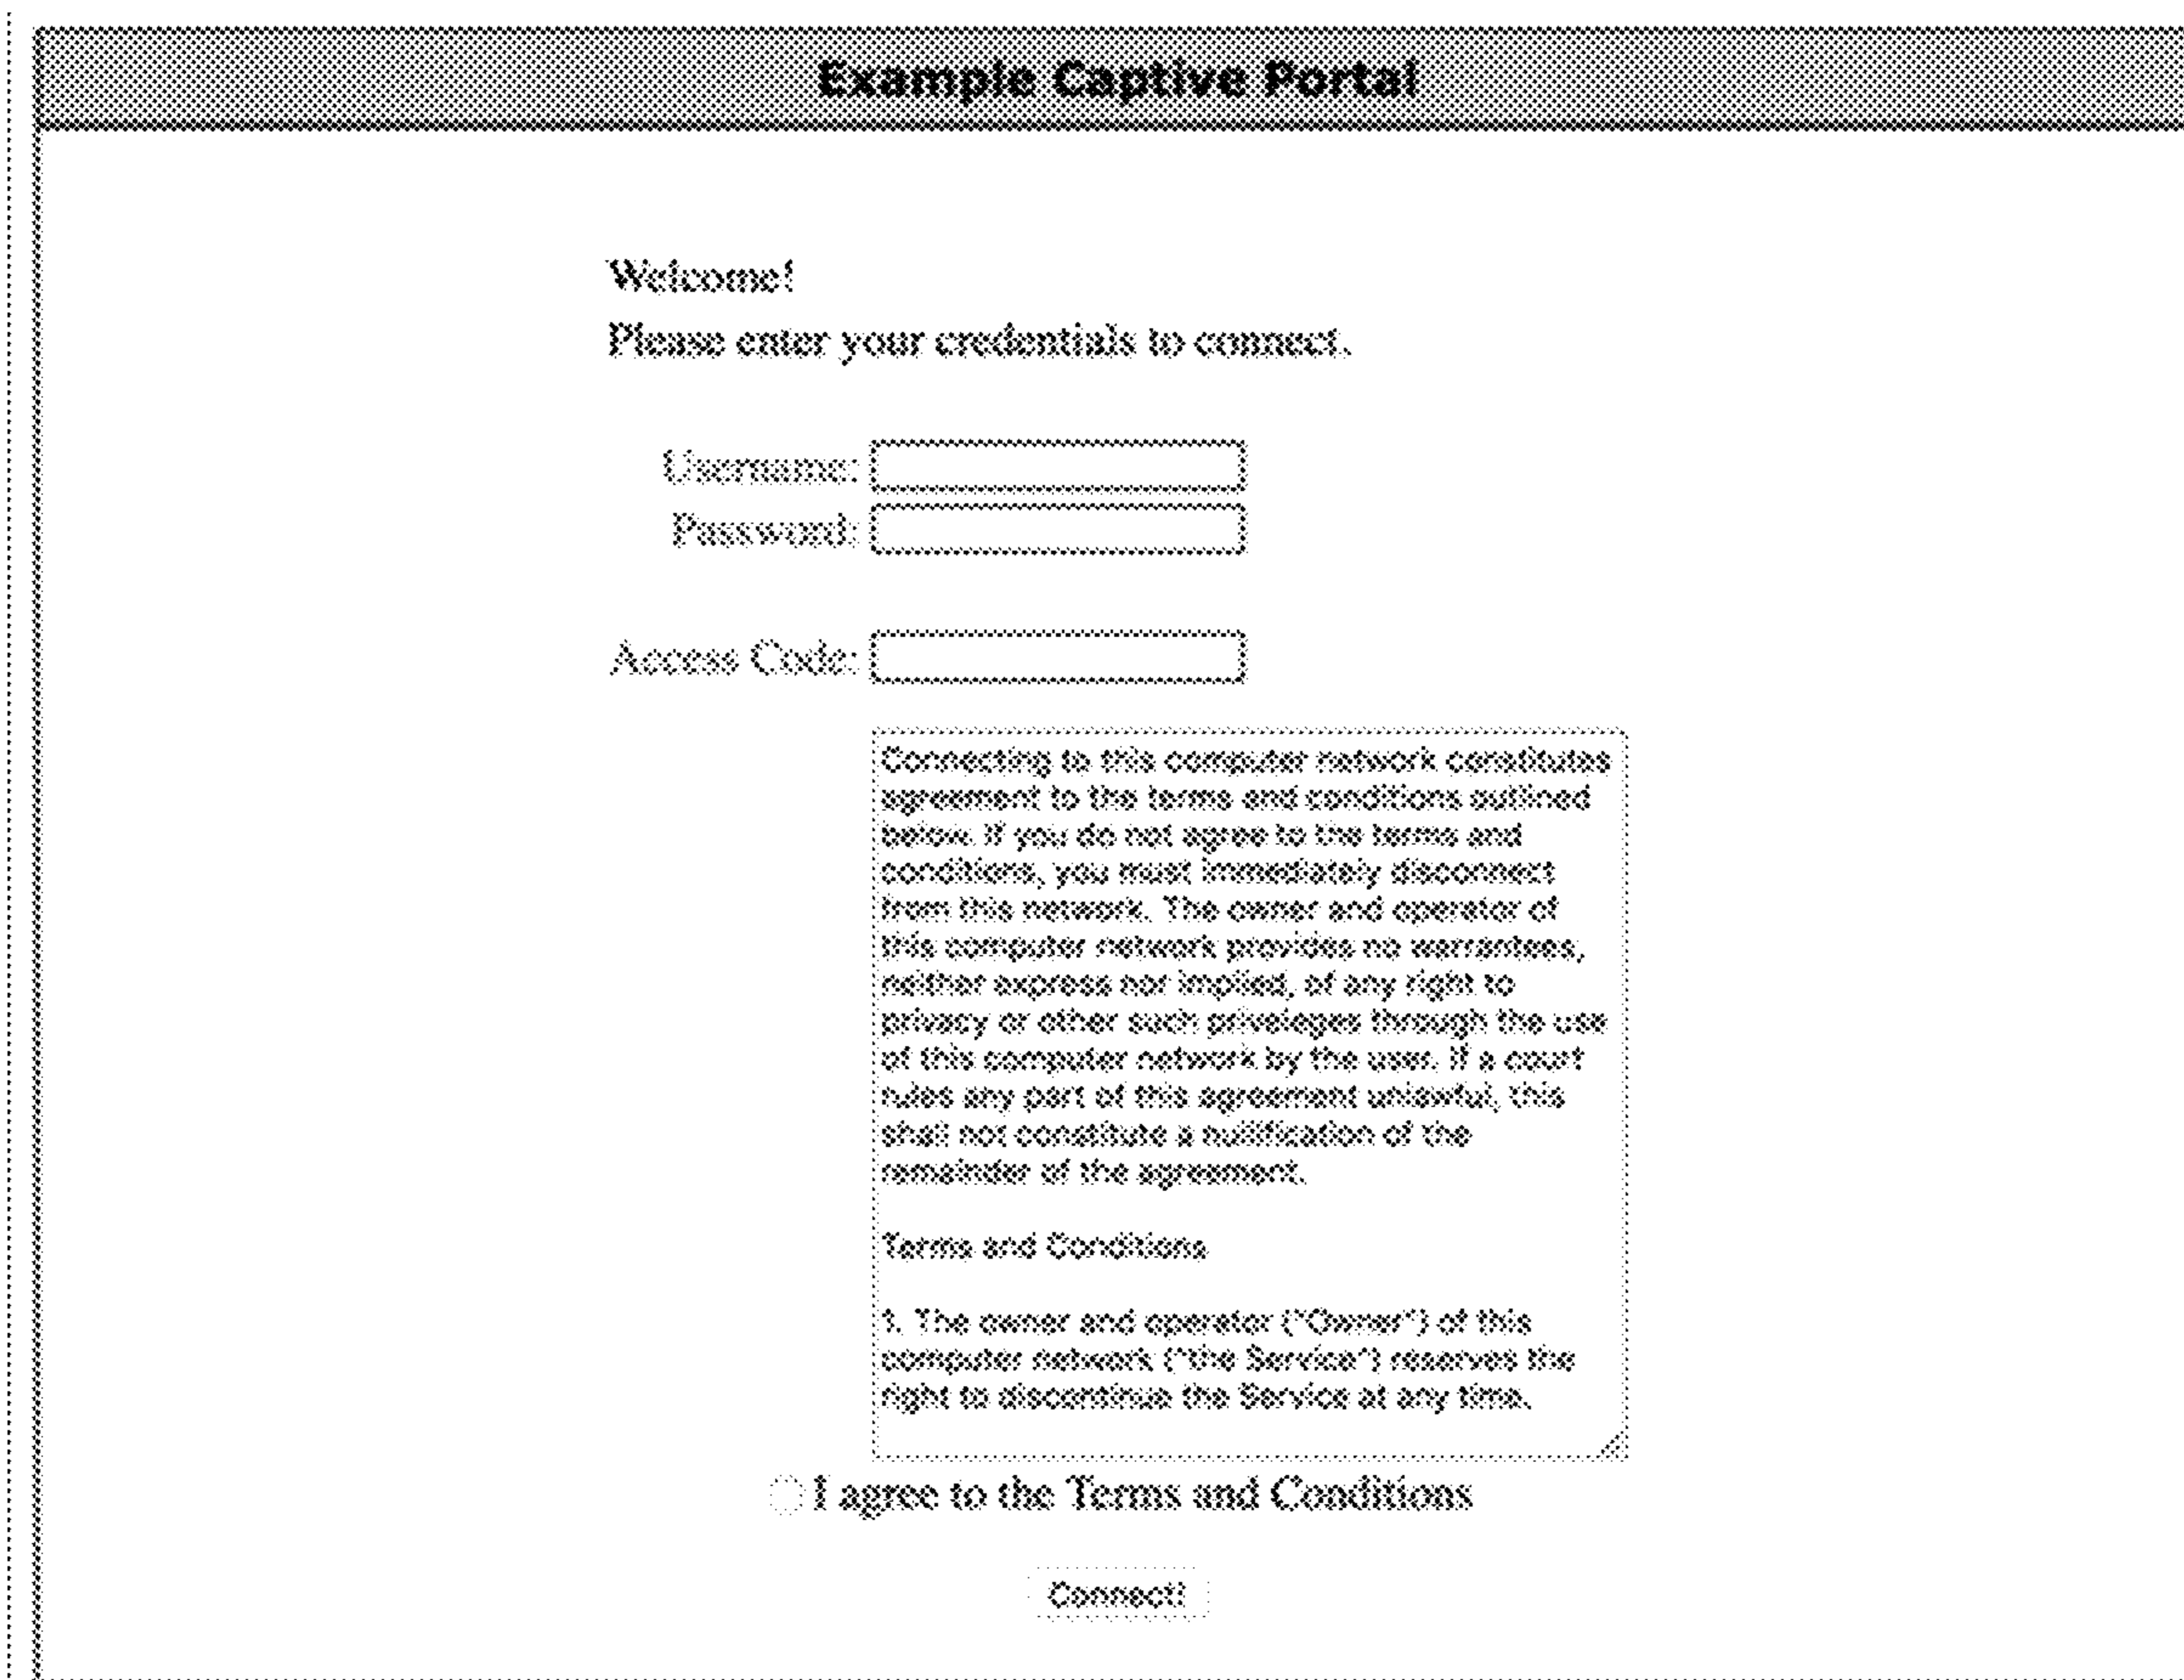 Example Captive Portal
Welcome!
Please enter your credentials to connect.
Username:
Password:
Access Code:
Connecting to this computer network constitutes
agreement to the terms and conditions outlined
below. If you do not agree to the terms and
conditions, you must immediately disconnect
from this network. The owner and operator of
this computer network provides no warrantees,
neither express nor implied, of any right to
privacy or other such priveleges through the use
of this computer network by the user. If a court
rules any part of this agreement unlawful, this
shall not constitute a nullification of the
remainder of the agreement.
Terms and Conditions
1. The owner and operator ("Owner") of this
computer network ("the Service") reserves the
right to discontinue the Service at any time.
I agree to the Terms and Conditions
Connect!